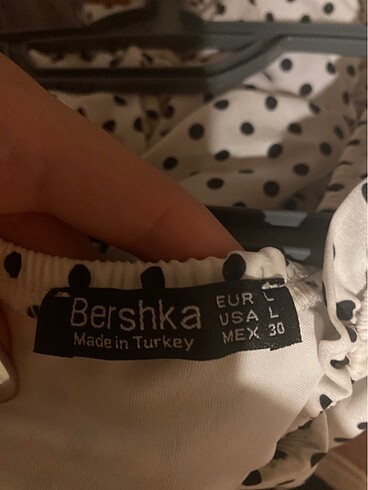 Bershka
Made in Turkey
EUR L
USA L
MEX 30